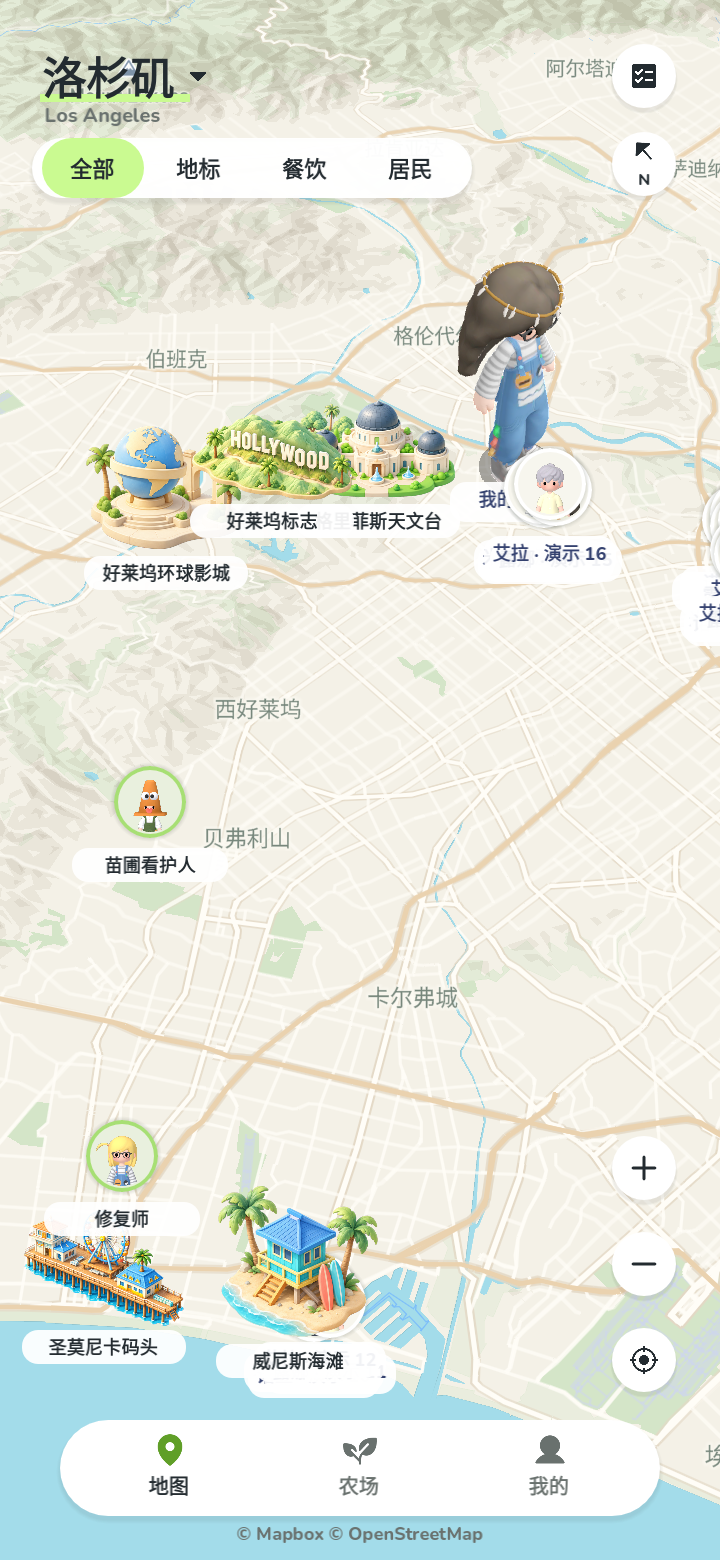 洛杉矶
Los Angeles
阿尔塔迪
全部
地标
餐饮
居民
N
萨迪纳
格伦代尔
伯班克
HOLLYWOOD
我的
好莱坞标志
菲斯天文台
艾拉 · 演示 16
好莱坞环球影城
艾拉
西好莱坞
苗圃看护人
贝弗利山
卡尔弗城
修复师
圣莫尼卡码头
威尼斯海滩
12
地图
农场
我的
© Mapbox © OpenStreetMap